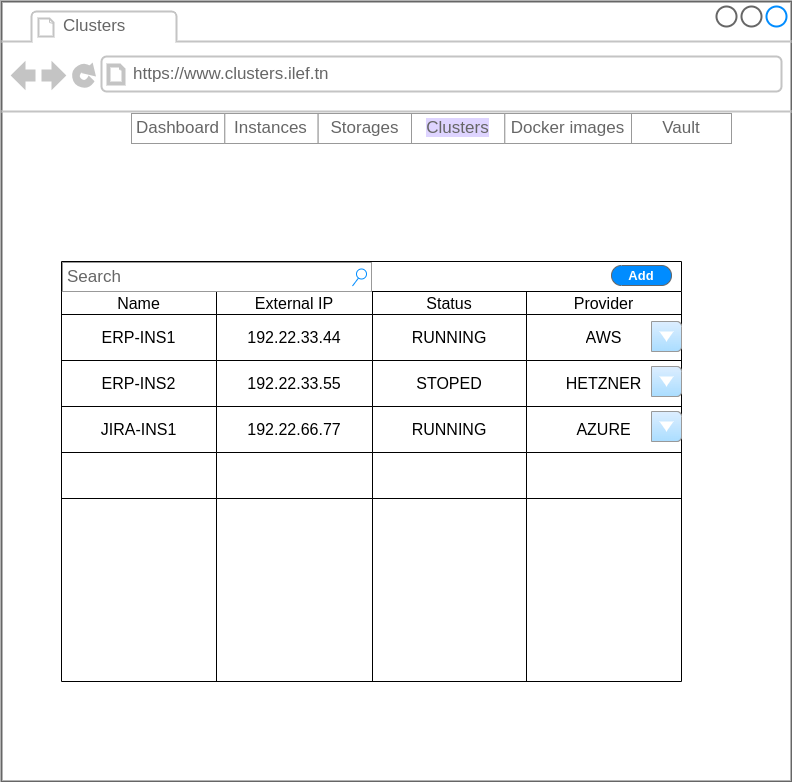 Clusters
https://www.clusters.ilef.tn
Dashboard Instances Storages Clusters Docker images Vault
Search Add
Name External IP Status Provider
ERP-INS1 192.22.33.44 RUNNING AWS
ERP-INS2 192.22.33.55 STOPED HETZNER
JIRA-INS1 192.22.66.77 RUNNING AZURE